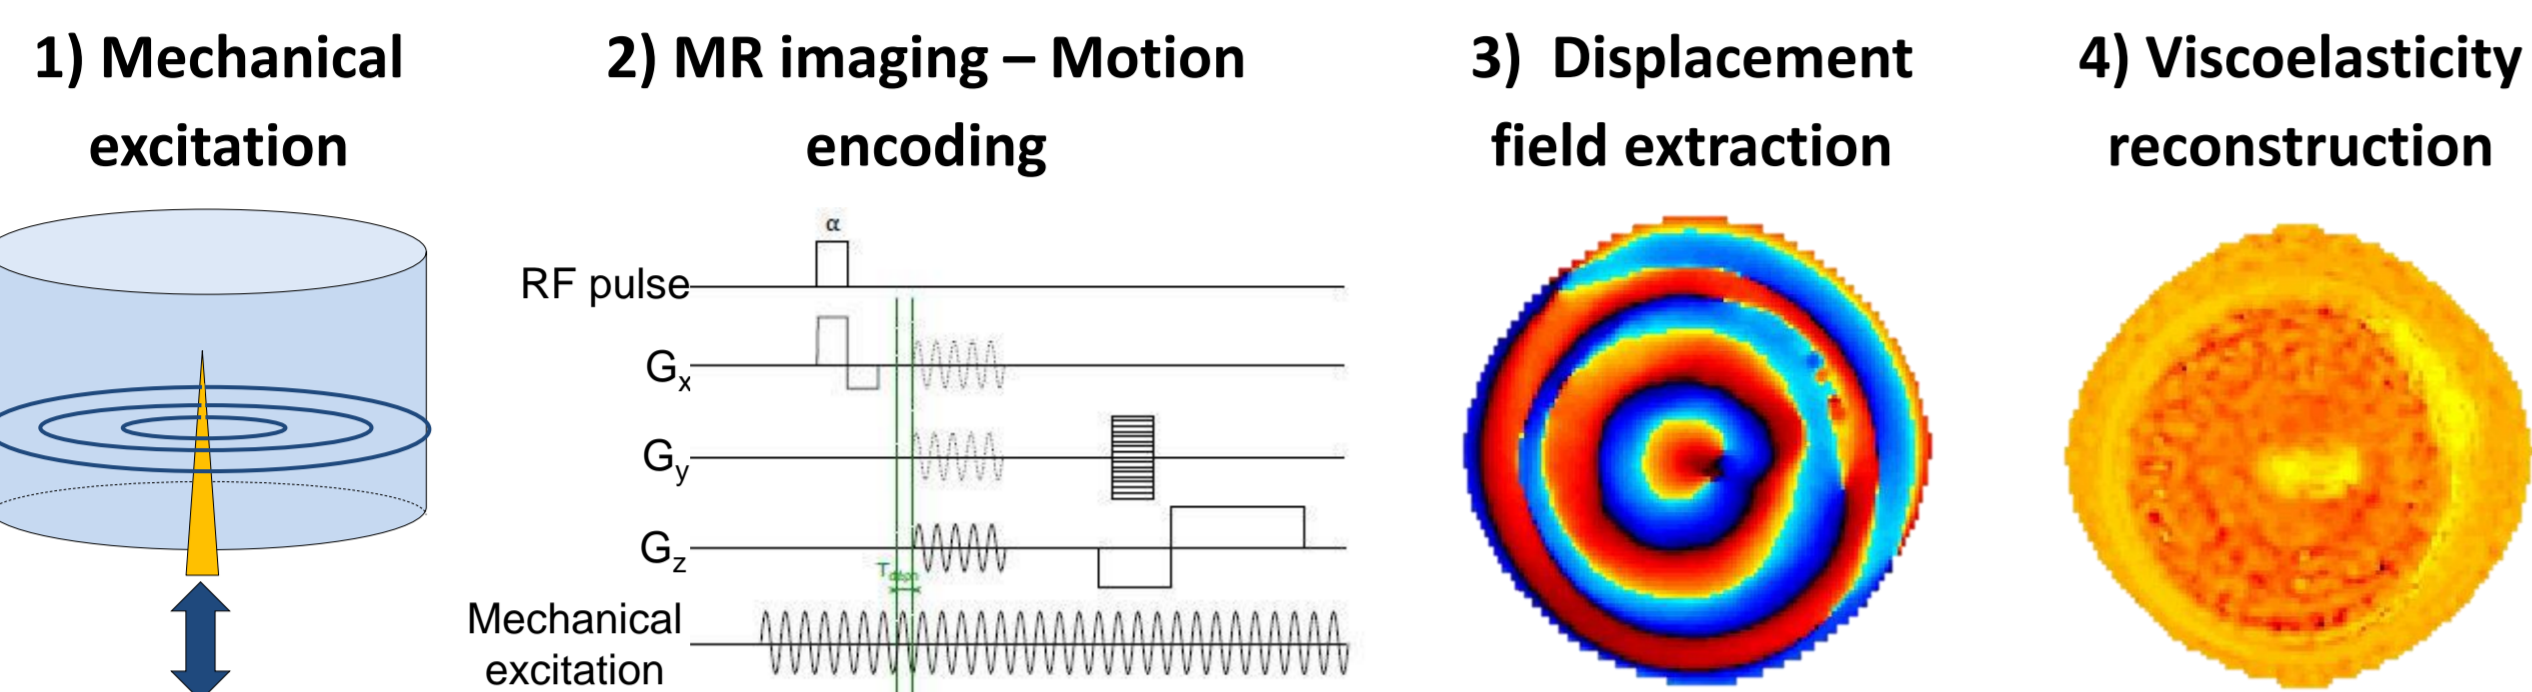 1) Mechanical
excitation
2) MR imaging – Motion
encoding
α
RF pulse
Gx
Gy
Gz
Mechanical
excitation
3) Displacement
field extraction
4) Viscoelasticity
reconstruction